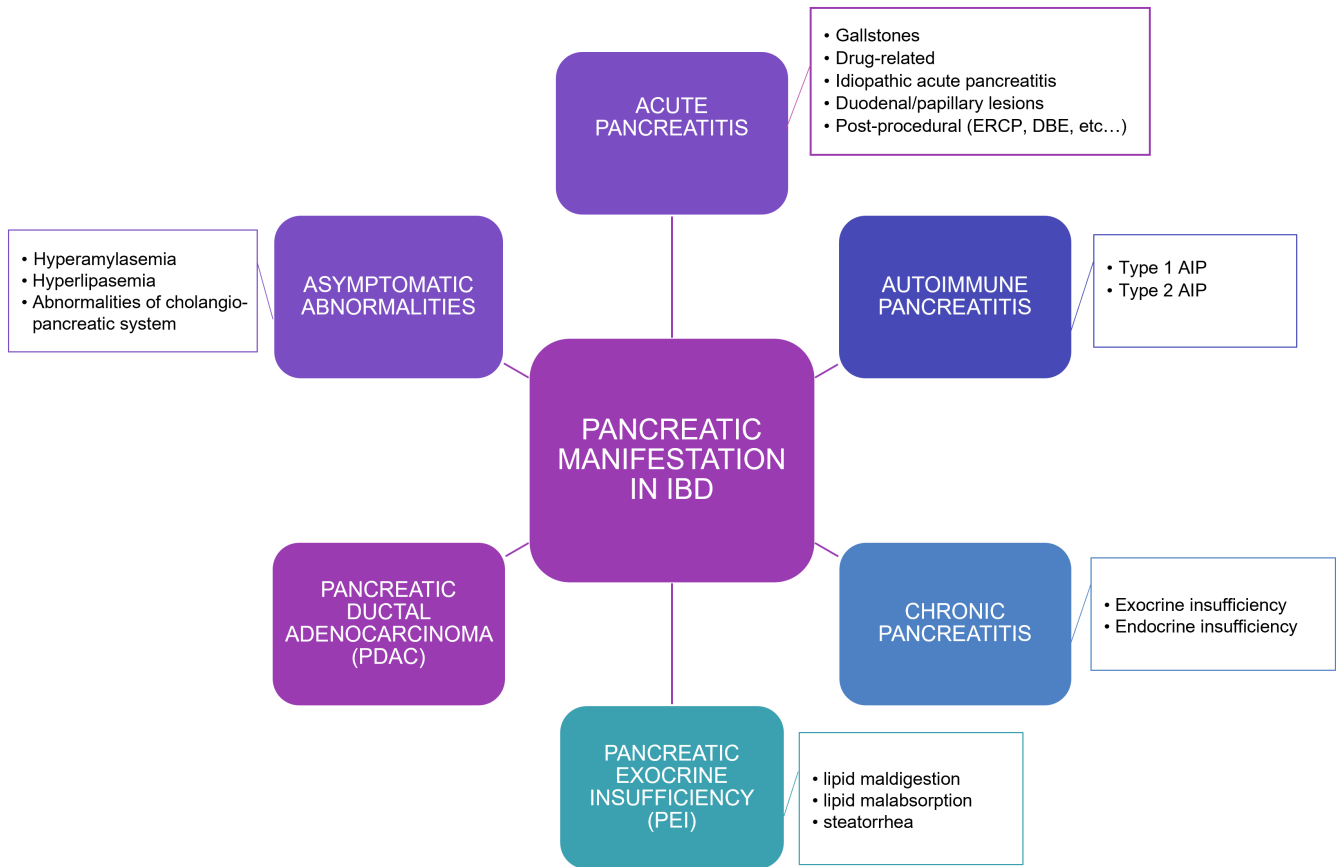 • Gallstones
• Drug-related
• Idiopathic acute pancreatitis
• Duodenal/papillary lesions
• Post-procedural (ERCP, DBE, etc…)
ACUTE
PANCREATITIS
• Hyperamylasemia
• Hyperlipasemia
• Abnormalities of cholangio-
pancreatic system
ASYMPTOMATIC
ABNORMALITIES
AUTOIMMUNE
PANCREATITIS
• Type 1 AIP
• Type 2 AIP
PANCREATIC
MANIFESTATION
IN IBD
PANCREATIC
DUCTAL
ADENOCARCINOMA
(PDAC)
CHRONIC
PANCREATITIS
• Exocrine insufficiency
• Endocrine insufficiency
PANCREATIC
EXOCRINE
INSUFFICIENCY
(PEI)
• lipid maldigestion
• lipid malabsorption
• steatorrhea